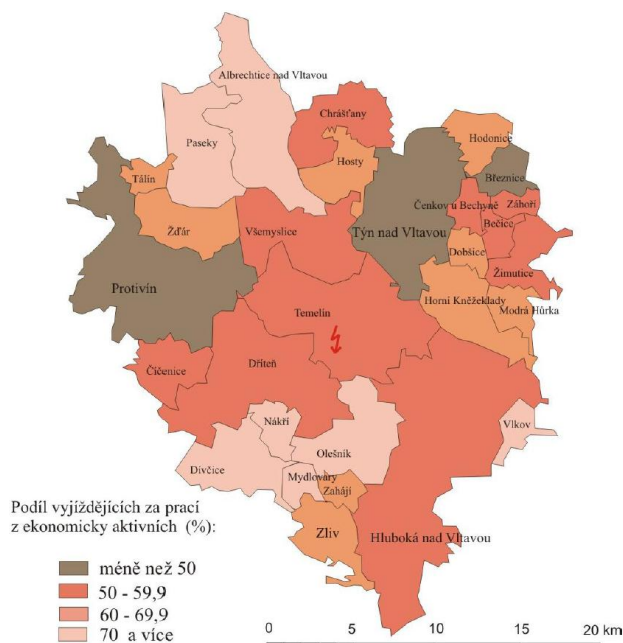 Albrechtice nad Vltavou
Chrášťany
Hodonice
Paseky
Hosty
Tálín
Březnice
Čenkov u Bechyně
Záhoří
Bečice
Žďár
Všemyslice
Týn nad Vltavou
Dobšice
Žimutice
Protivín
Horní Kněžeklady
Modrá Hůrka
Temelín
Číčenice
Dříteň
Nákří
Vlkov
Olešník
Dívčice
Mydlovary
Zahájí
Zliv
Hluboká nad Vltavou
Podíl vyjíždějících za prací
z ekonomicky aktivních (%):
méně než 50
50 - 59,9
60 - 69,9
70 a více
0 5 10 15 20 km